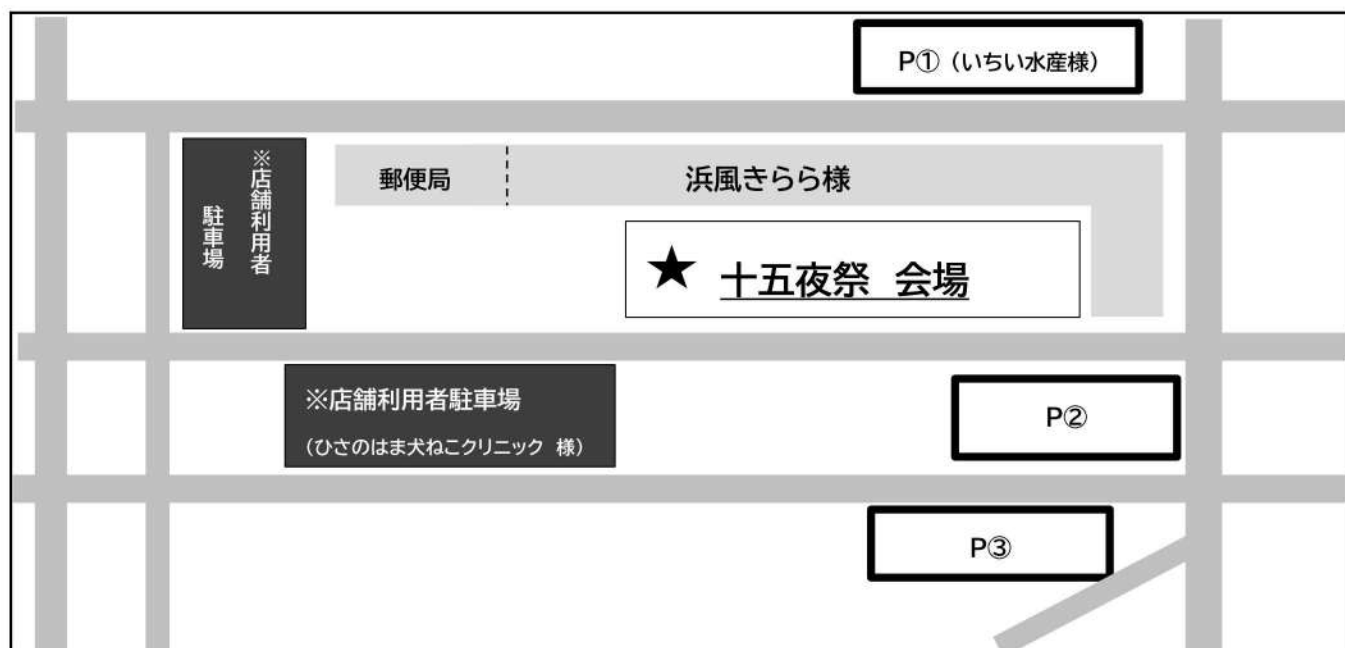 P① (いちい水産様)
※店舗利用者
駐車場
郵便局
浜風きらら様
★ 十五夜祭 会場
※店舗利用者駐車場
(ひさのはま犬ねこクリニック 様)
P②
P③